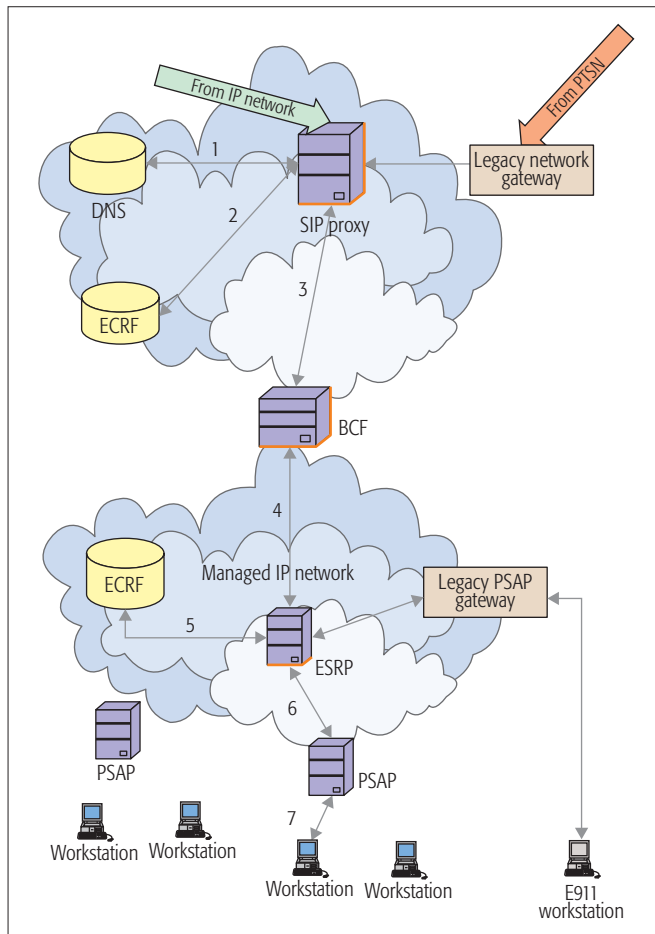 From IP network
From PTSN
1
Legacy network
gateway
DNS
2
SIP proxy
3
ECRF
BCF
4
Managed IP network
ECRF
Legacy PSAP
gateway
5
ESRP
6
PSAP
PSAP
7
Workstation
Workstation
Workstation
Workstation
E911
workstation